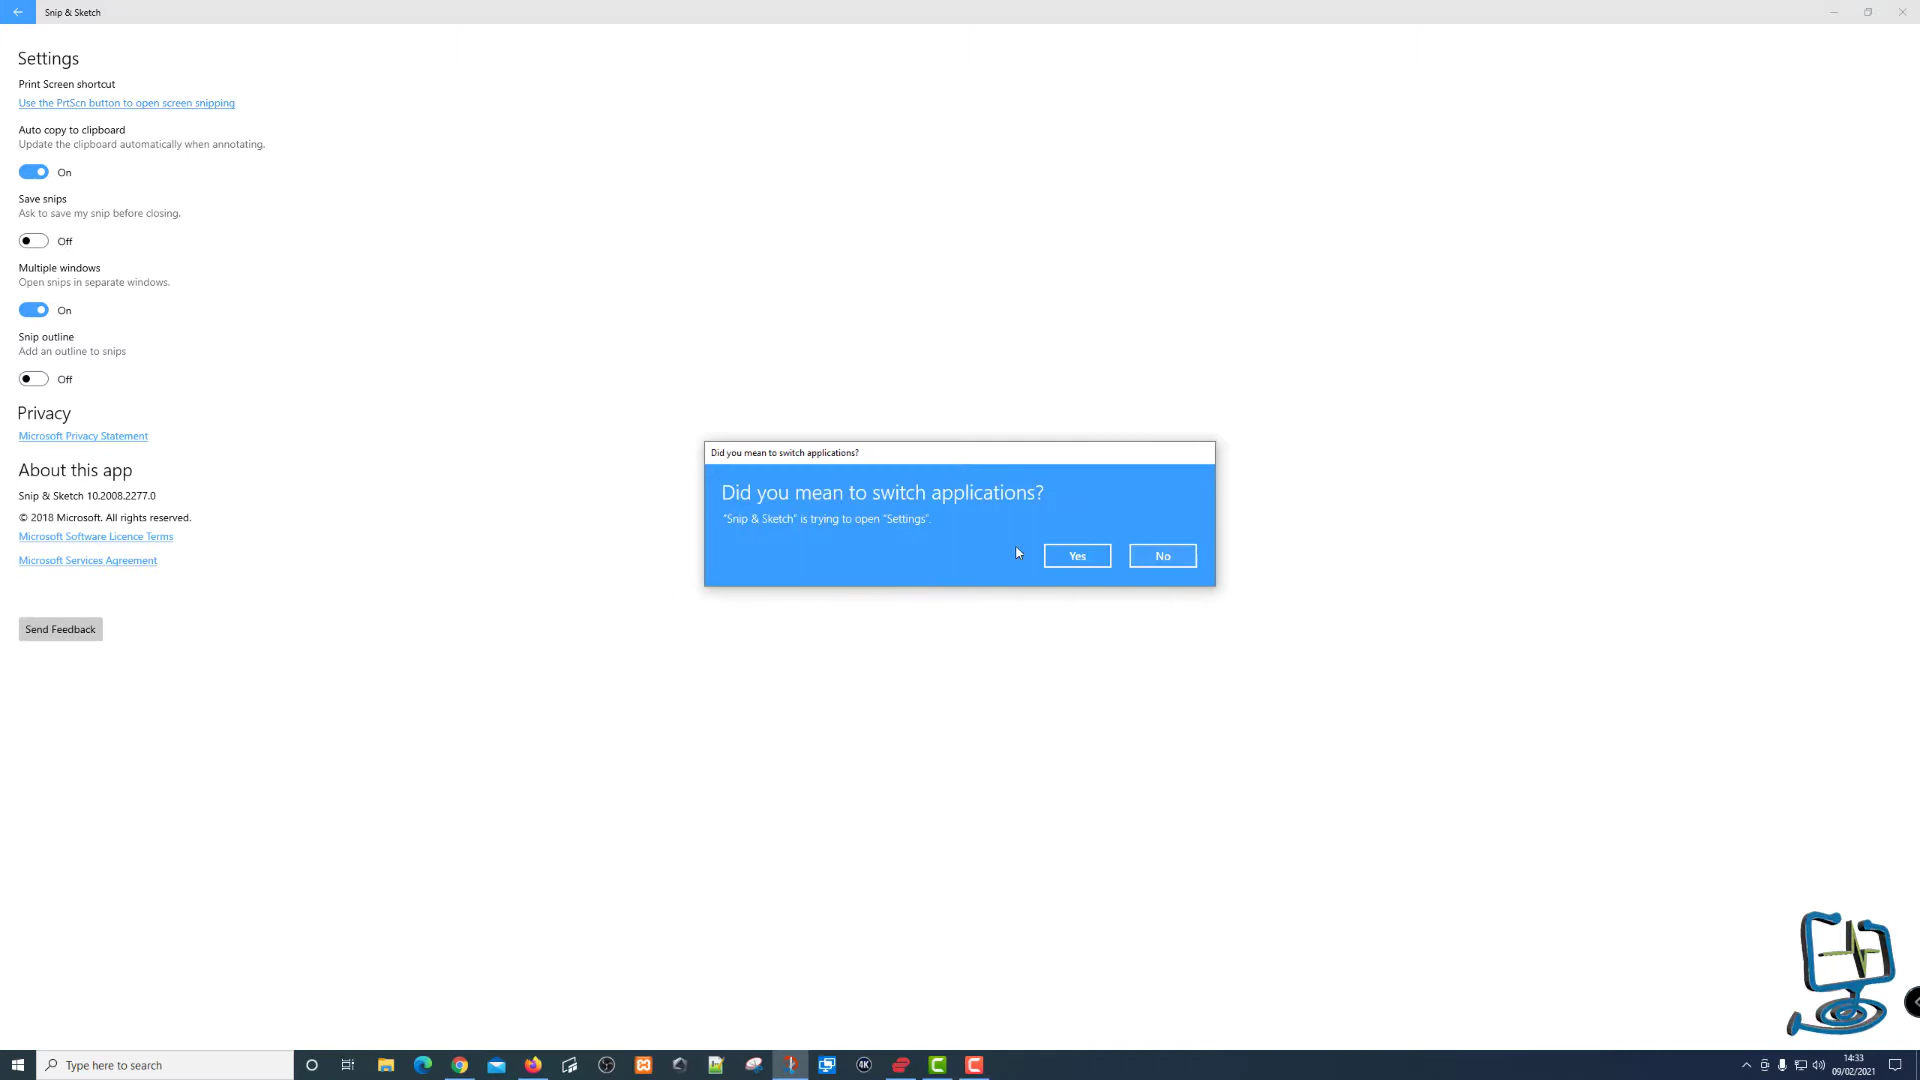 Snip & Sketch
Settings
Print Screen shortcut
Use the PrtScn button to open screen snipping
Auto copy to clipboard
Update the clipboard automatically when annotating.
On
Save snips
Ask to save my snip before closing.
Off
Multiple windows
Open snips in separate windows.
On
Snip outline
Add an outline to snips
Off
Privacy
Microsoft Privacy Statement
About this app
Snip & Sketch 10.2008.2277.0
© 2018 Microsoft. All rights reserved.
Microsoft Software Licence Terms
Microsoft Services Agreement
Send Feedback
Did you mean to switch applications?
Did you mean to switch applications?
"Snip & Sketch" is trying to open "Settings".
Yes
No
Type here to search
4K
14:33
09/02/2021